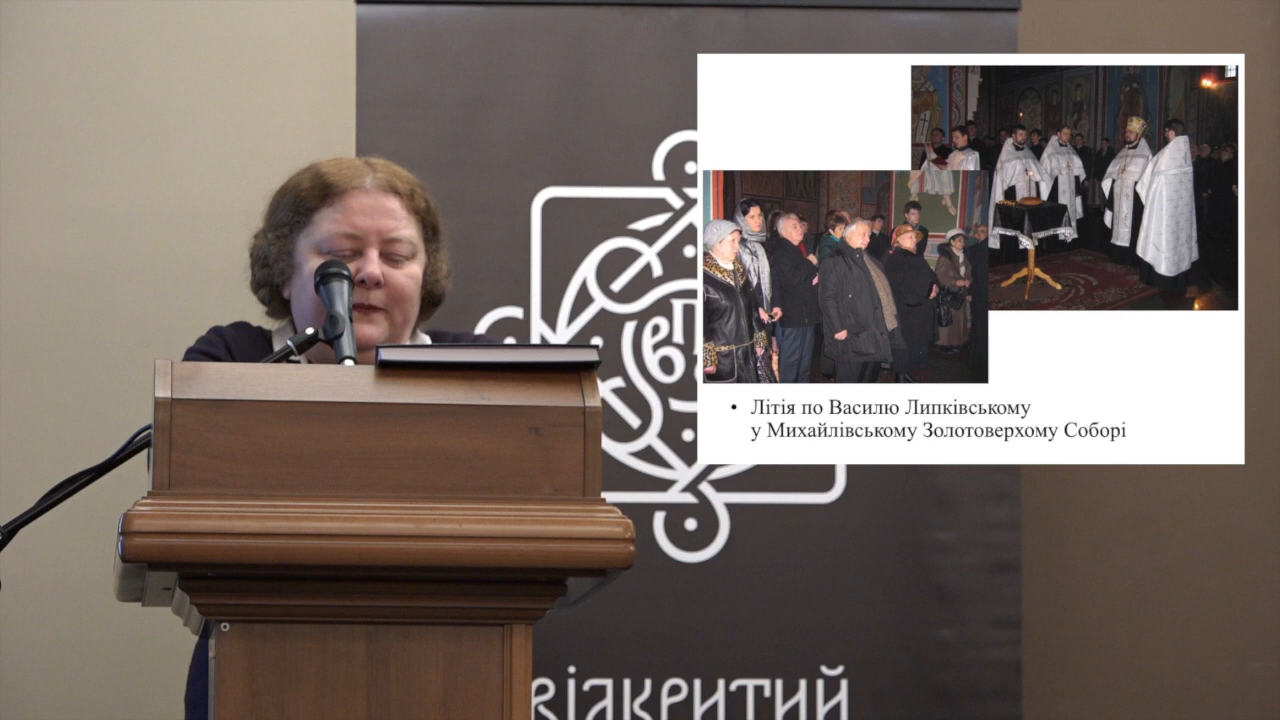 • Літія по Василю Липківському
у Михайлівському Золотоверхому Соборі
відкритий